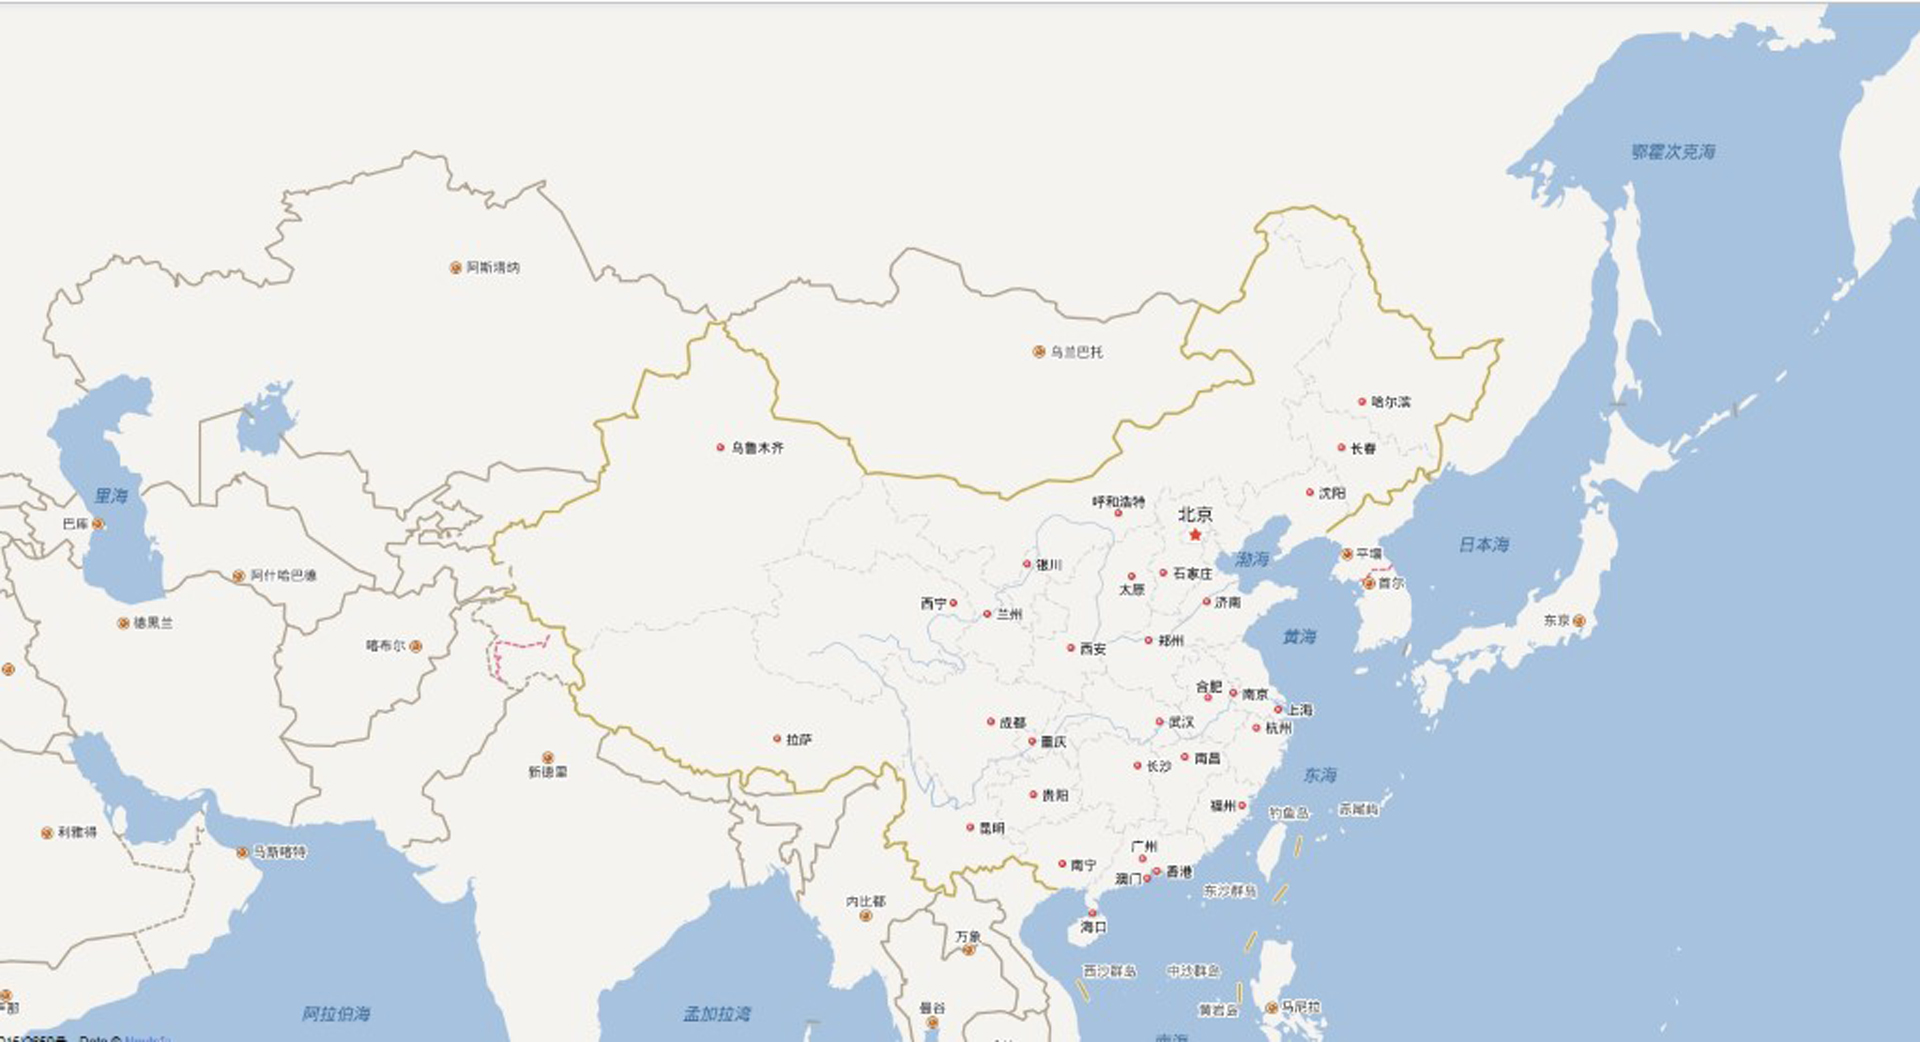 鄂霍次克海
阿斯塔纳
乌兰巴托
哈尔滨
乌鲁木齐
长春
沈阳
里海
呼和浩特
北京
巴库
日本海
平壤
渤海
银川
石家庄
阿什哈巴德
首尔
太原
西宁
济南
兰州
德黑兰
东京
黄海
郑州
喀布尔
西安
合肥
南京
上海
成都
武汉
杭州
拉萨
重庆
南昌
长沙
新德里
东海
贵阳
福州
钓鱼岛
赤尾屿
昆明
利雅得
广州
马斯喀特
南宁
香港
澳门
东沙群岛
内比都
海口
万象
西沙群岛
中沙群岛
曼谷
黄岩岛
马尼拉
阿拉伯海
孟加拉湾